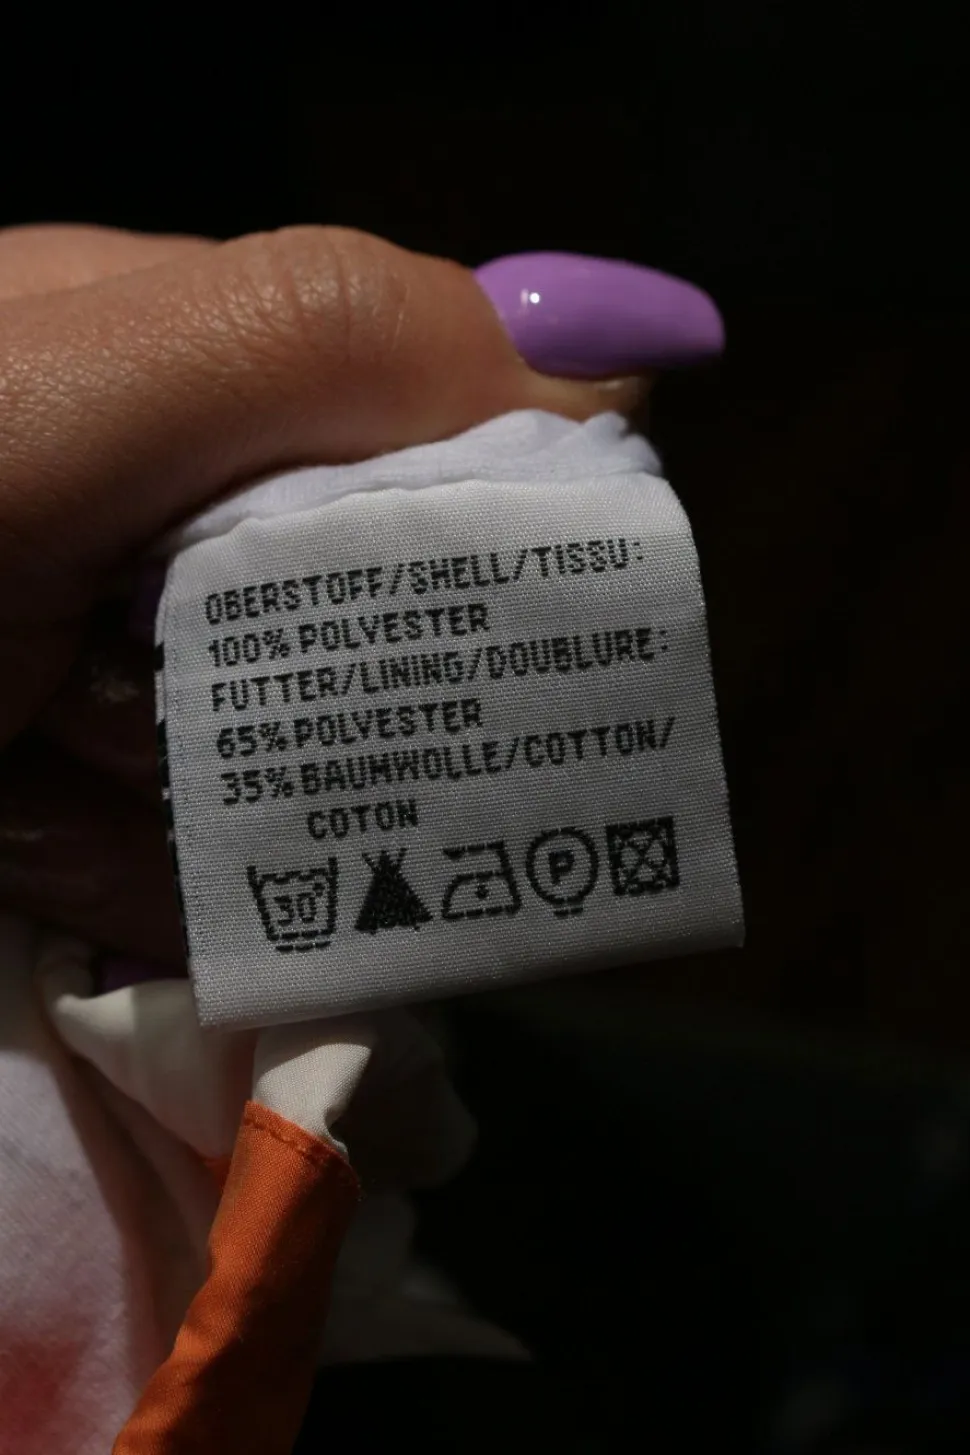 OBERSTOFF/SHELL/TISSU:
100% POLYESTER
FUTTER/LINING/DOUBLURE:
65% POLYESTER
35% BAUMWOLLE/COTTON/
COTON
30° P